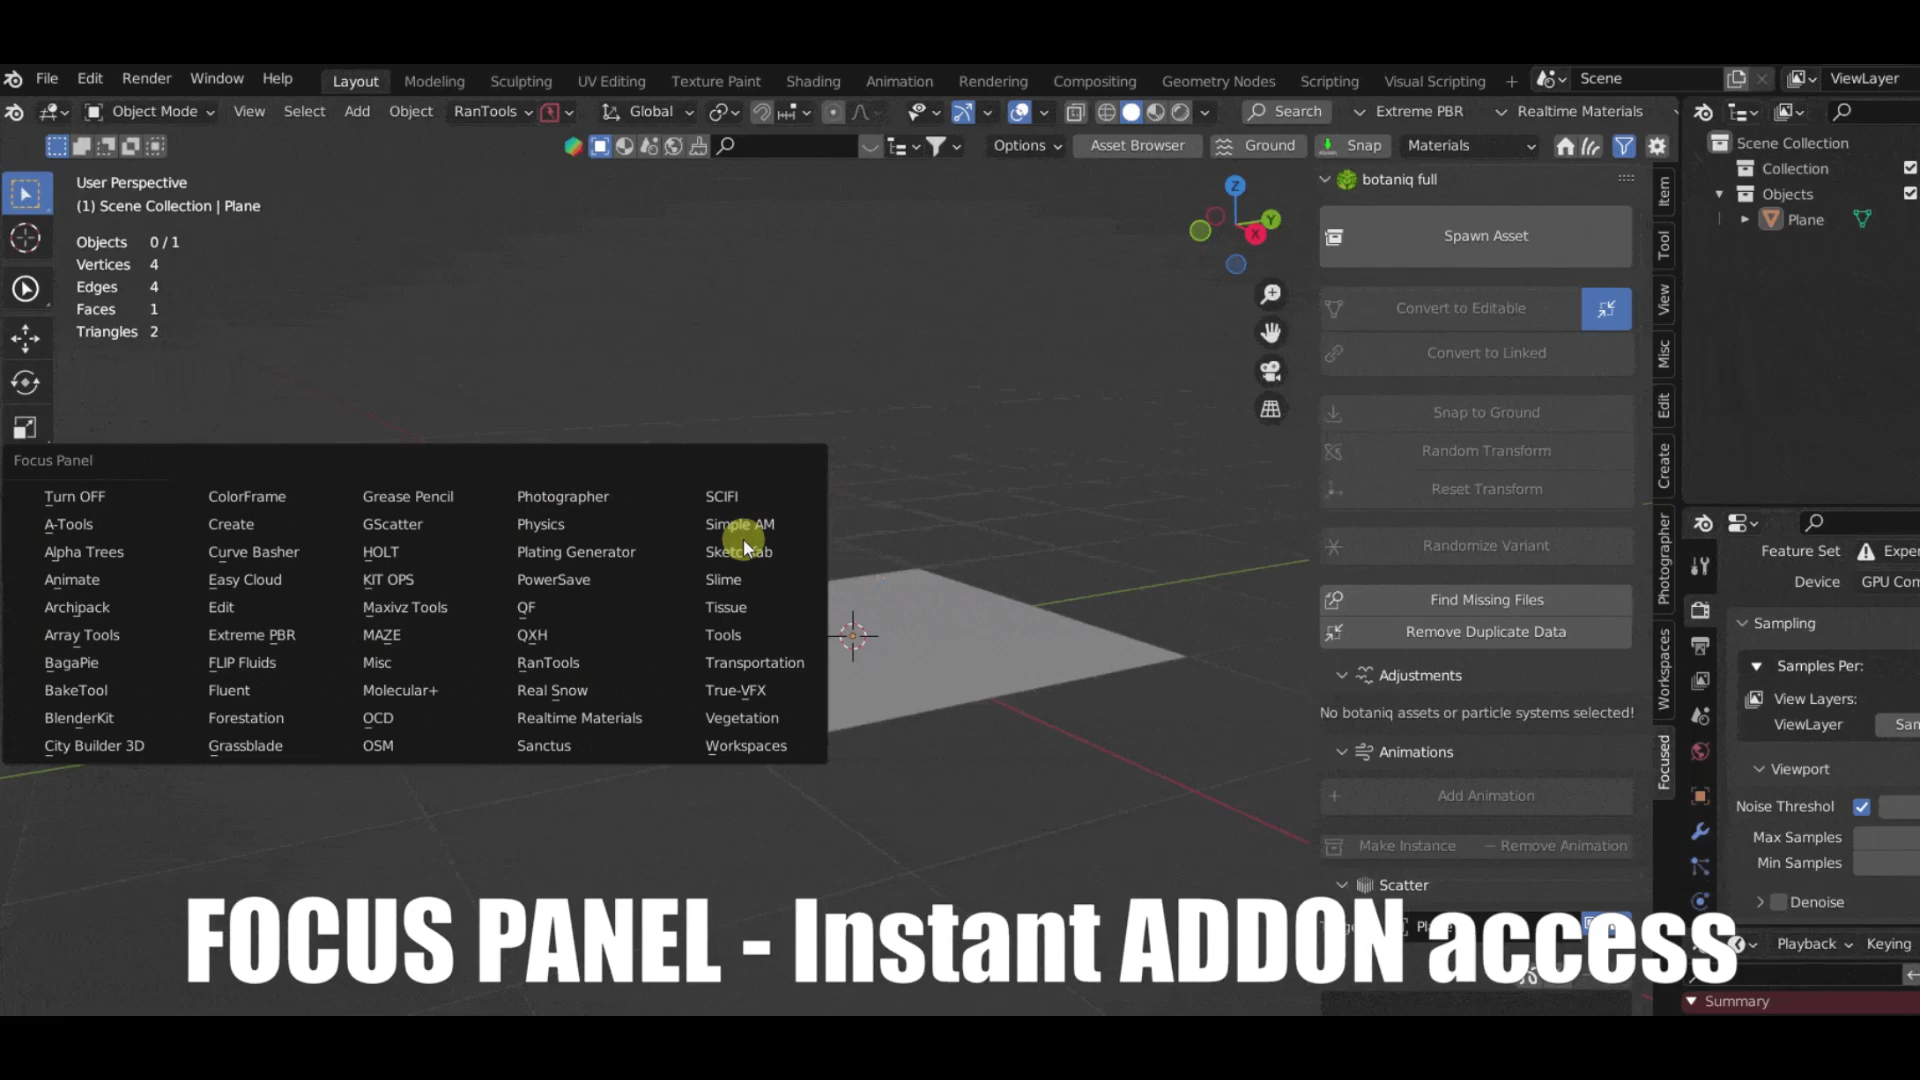 File Edit Render Window Help Layout Modeling Sculpting UV Editing Texture Paint Shading Animation Rendering Compositing Geometry Nodes Scripting Visual Scripting + Scene ViewLayer
Object Mode View Select Add Object RanTools Global Search Extreme PBR Realtime Materials
Options Asset Browser Ground Snap Materials
User Perspective
(1) Scene Collection | Plane
Objects 0 / 1
Vertices 4
Edges 4
Faces 1
Triangles 2
Z
Y
X
Focus Panel
Turn OFF ColorFrame Grease Pencil Photographer SCIFI
A-Tools Create GScatter Physics Simple AM
Alpha Trees Curve Basher HOLT Plating Generator
Animate Easy Cloud KIT OPS PowerSave Slime
Archipack Edit Maxivz Tools QF Tissue
Array Tools Extreme PBR MAZE QXH Tools
BagaPie FLIP Fluids Misc RanTools Transportation
BakeTool Fluent Molecular+ Real Snow True-VFX
BlenderKit Forestation OCD Realtime Materials Vegetation
City Builder 3D Grassblade OSM Sanctus Workspaces
botaniq full
Spawn Asset
Convert to Editable
Convert to Linked
Snap to Ground
Random Transform
Reset Transform
Randomize Variant
Find Missing Files
Remove Duplicate Data
Adjustments
No botaniq assets or particle systems selected!
Animations
Add Animation
Make Instance Remove Animation
Scatter
Item
Tool
View
Misc
Edit
Create
Photographer
Workspaces
Focused
Scene Collection
Collection
Objects
Plane
Feature Set Exper
Device GPU Com
Sampling
Samples Per:
View Layers:
ViewLayer Sam
Viewport
Noise Threshol
Max Samples
Min Samples
Denoise
Playback Keying
Summary
FOCUS PANEL - Instant ADDON access